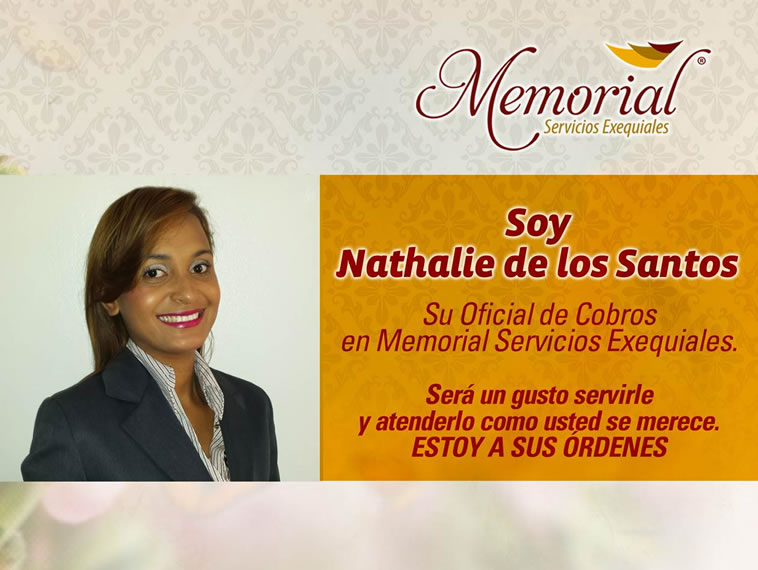 Memorial®
Servicios Exequiales
Soy
Nathalie de los Santos
Su Oficial de Cobros
en Memorial Servicios Exequiales.
Será un gusto servirle
y atenderlo como usted se merece.
ESTOY A SUS ÓRDENES